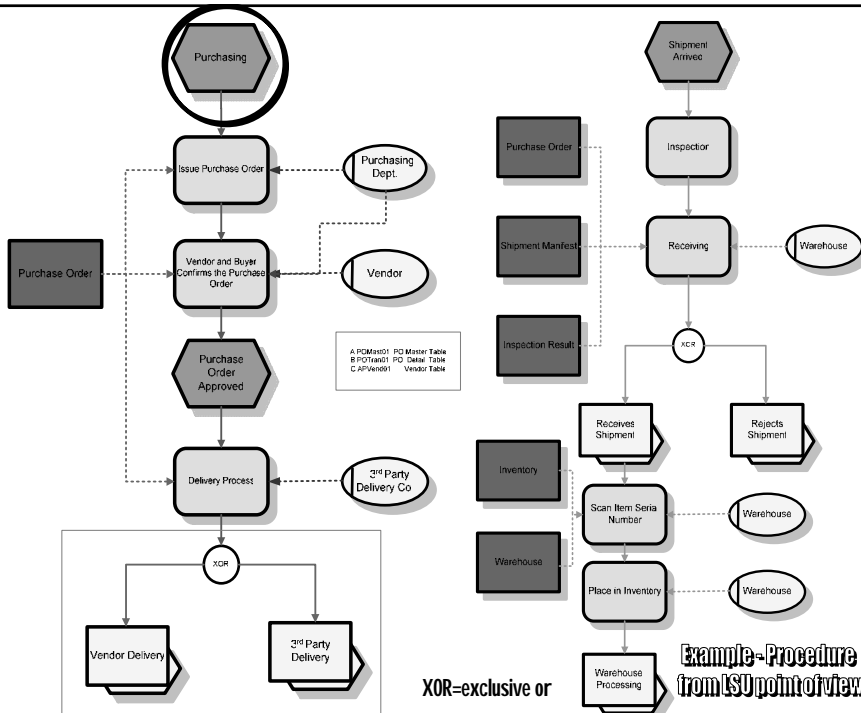 Purchasing
Issue Purchase Order
Purchasing
Dept.
Purchase Order
Vendor and Buyer
Confirms the Purchase
Order
Vendor
Purchase
Order
Approved
A POMast01 PO Master Table
B POTran01 PO Detail Table
C APVend01 Vendor Table
Delivery Process
3rd Party
Delivery Co
XOR
Vendor Delivery
3rd Party
Delivery
Shipment
Arrived
Purchase Order
Inspection
Shipment Manifest
Receiving
Warehouse
Inspection Result
XOR
Receives
Shipment
Rejects
Shipment
Inventory
Scan Item Seria
Number
Warehouse
Warehouse
Place in Inventory
Warehouse
Warehouse
Processing
XOR=exclusive or
Example - Procedure
from LSU point of view